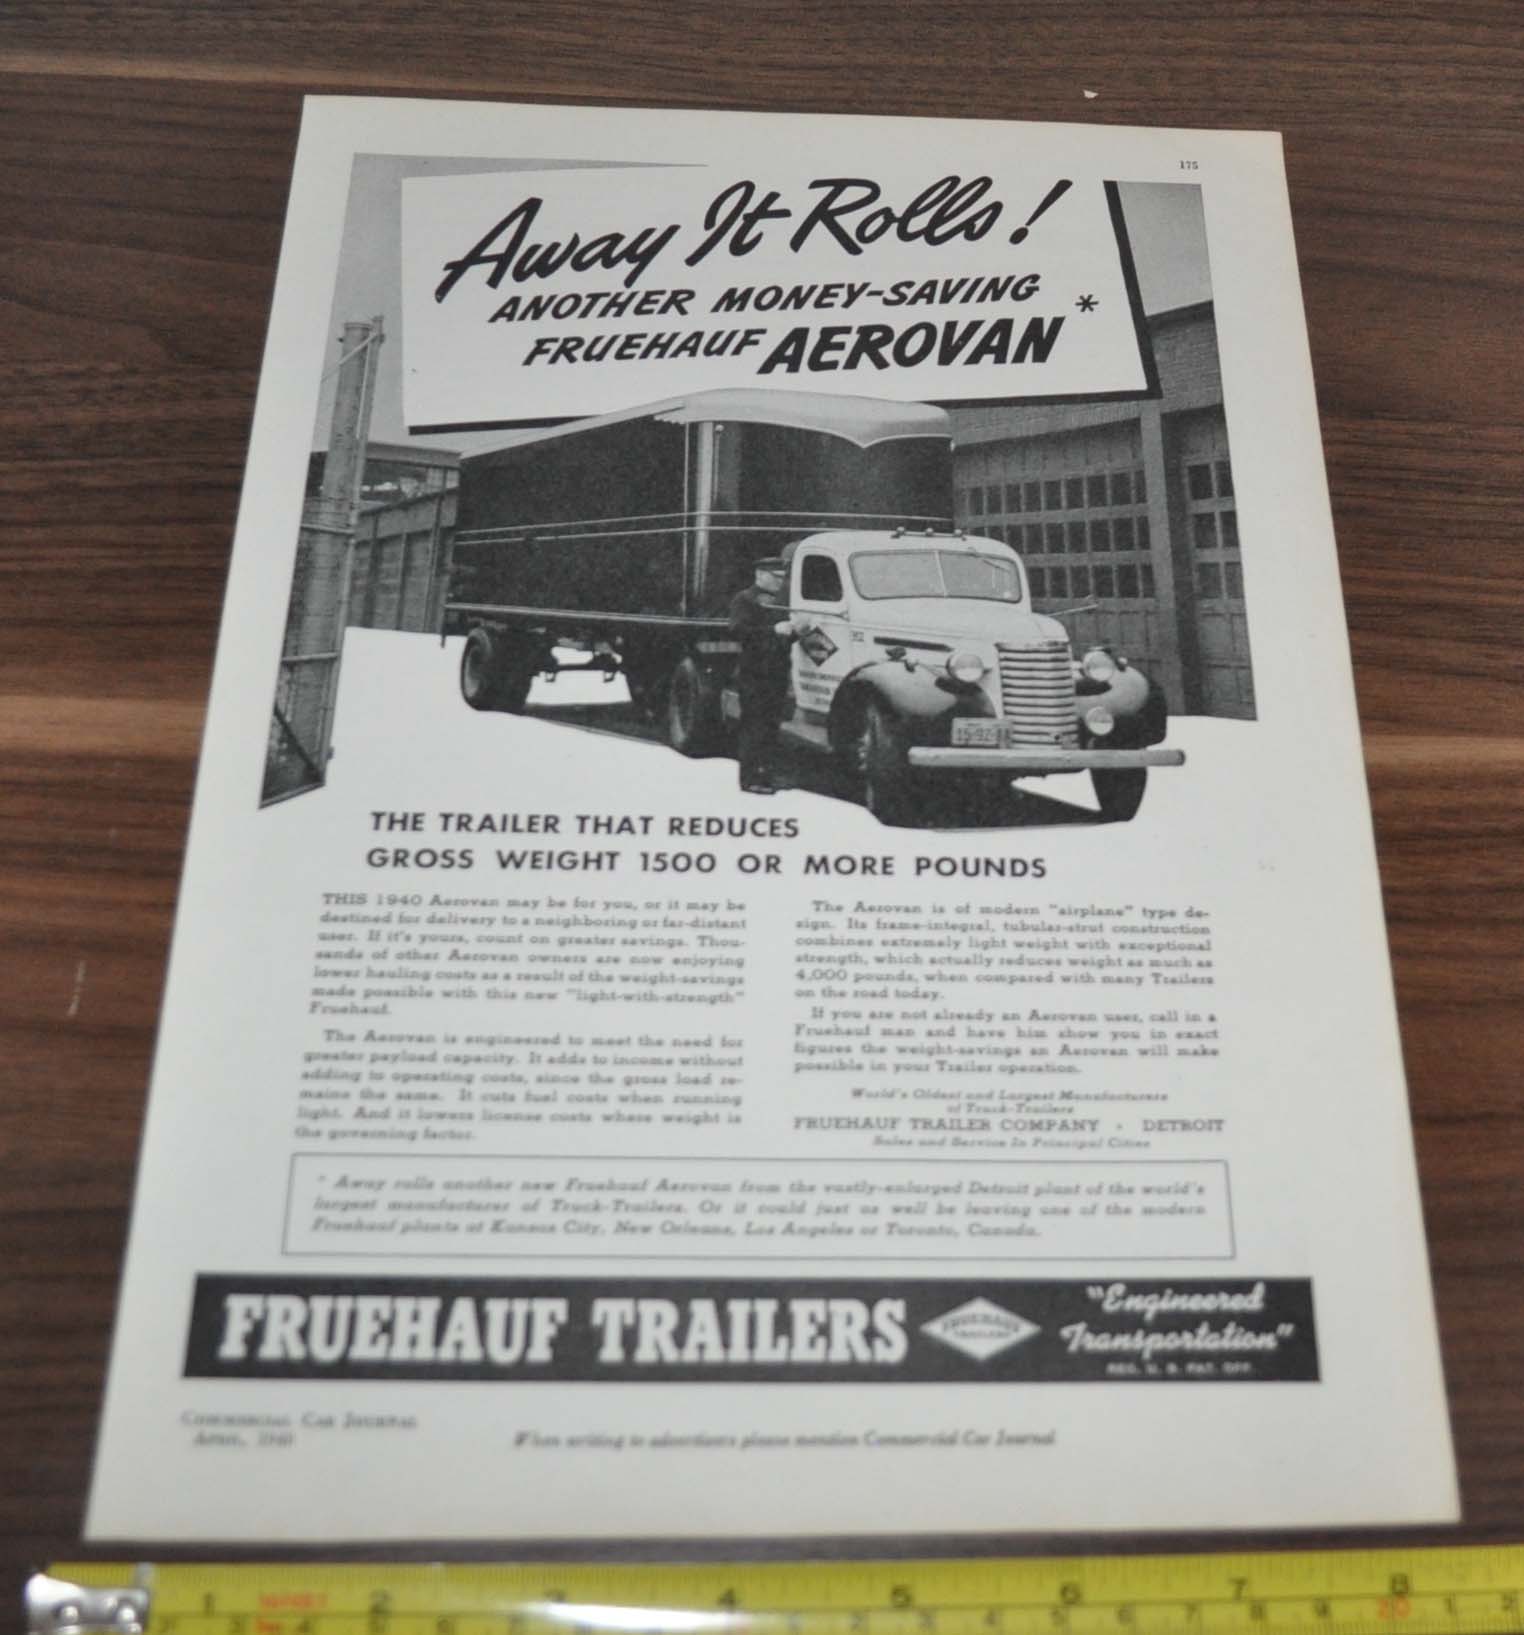 175
Away It Rolls!
ANOTHER MONEY-SAVING
FRUEHAUF AEROVAN *
15-92-
THE TRAILER THAT REDUCES
GROSS WEIGHT 1500 OR MORE POUNDS
THIS 1940 Aerovan may be for you, or it may be
destined for delivery to a neighboring or far-distant
user. If it's yours, count on greater savings. Thou-
sands of other Aerovan owners are now enjoying
lower hauling costs as a result of the weight-savings
made possible with this new "light-with-strength"
Fruehauf.
The Aerovan is engineered to meet the need for
greater payload capacity. It adds to income without
adding to operating costs, since the gross load re-
mains the same. It cuts fuel costs when running
light. And it lowers license costs where weight is
the governing factor.
The Aerovan is of modern "airplane" type de-
sign. Its frame-integral, tubular-strut construction
combines extremely light weight with exceptional
strength, which actually reduces weight as much as
4,000 pounds, when compared with many Trailers
on the road today.
If you are not already an Aerovan user, call in a
Fruehauf man and have him show you in exact
figures the weight-savings an Aerovan will make
possible in your Trailer operation.
World's Oldest and Largest Manufacturers
of Truck-Trailers
FRUEHAUF TRAILER COMPANY • DETROIT
Sales and Service In Principal Cities
* Away rolls another new Fruehauf Aerovan from the vastly-enlarged Detroit plant of the world's
largest manufacturer of Truck-Trailers. Or it could just as well be leaving one of the modern
Fruehauf plants at Kansas City, New Orleans, Los Angeles or Toronto, Canada.
FRUEHAUF TRAILERS
FRUEHAUF
TRAILERS
"Engineered
Transportation"
REG. U. S. PAT. OFF.
COMMERCIAL CAR JOURNAL
APRIL, 1940
When writing to advertisers please mention Commercial Car Journal
1 2 3 4 5 6 7 8